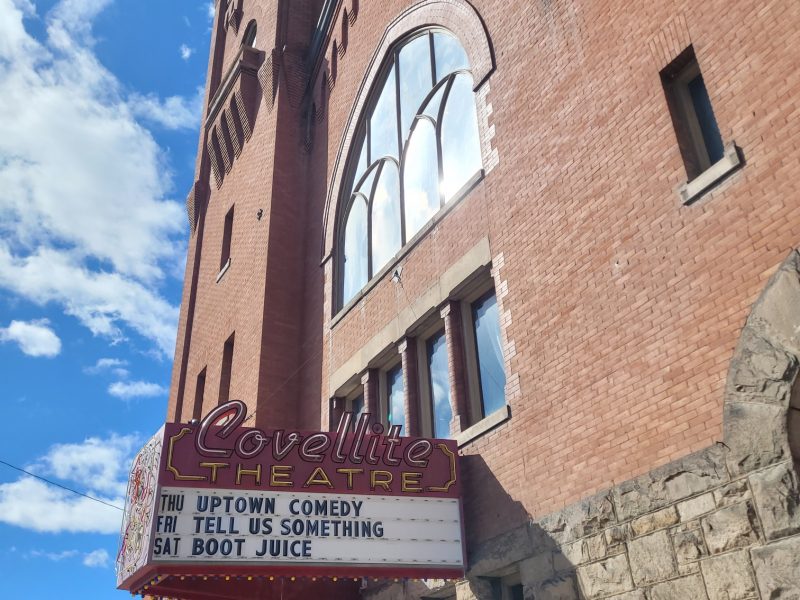 Covellite
THEATRE
THU UPTOWN COMEDY
FRI TELL US SOMETHING
SAT BOOT JUICE